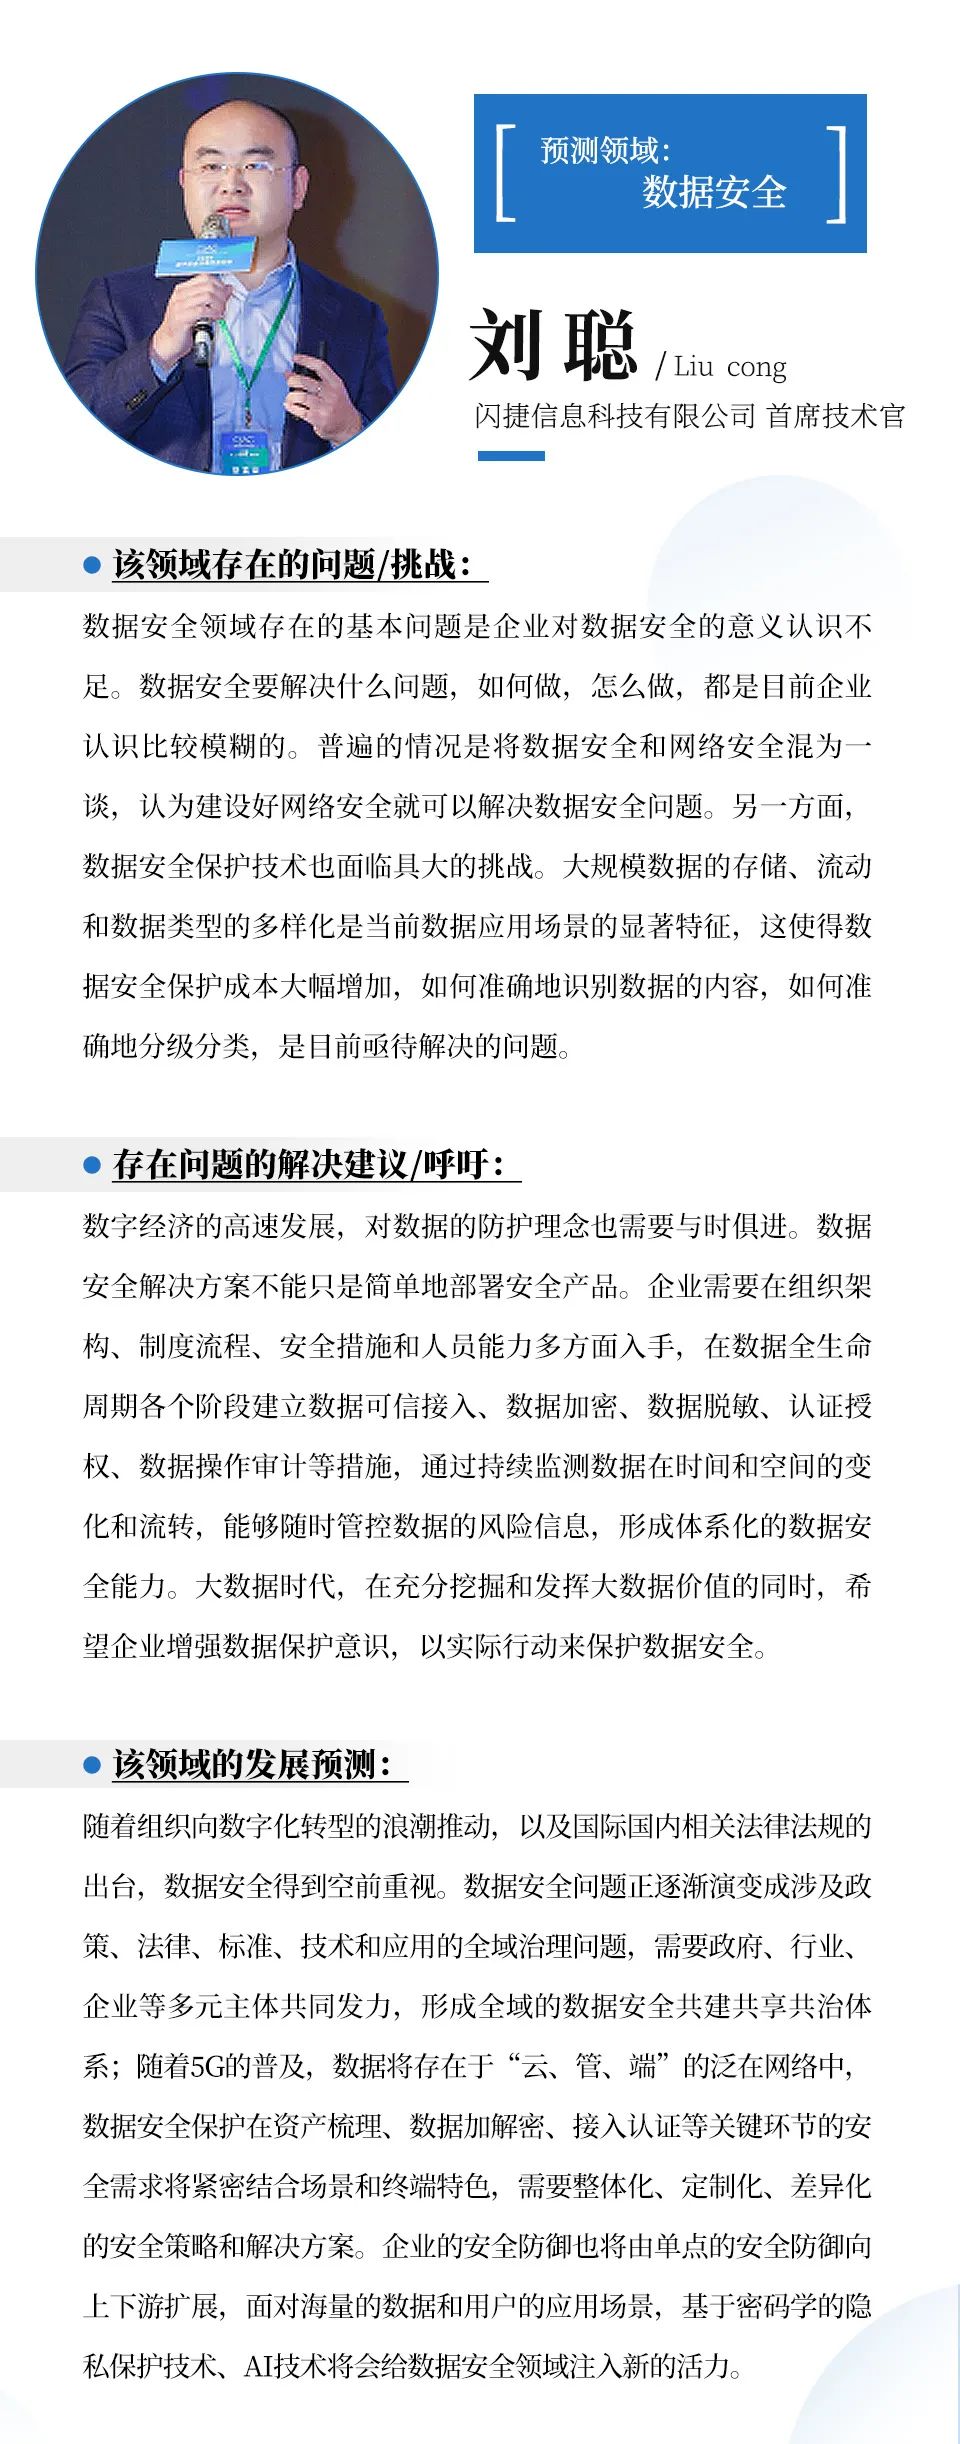 预测领域：
数据安全
刘聪 / Liu cong
闪捷信息科技有限公司 首席技术官
该领域存在的问题/挑战：
数据安全领域存在的基本问题是企业对数据安全的意义认识不
足。数据安全要解决什么问题，如何做，怎么做，都是目前企业
认识比较模糊的。普遍的情况是将数据安全和网络安全混为一
谈，认为建设好网络安全就可以解决数据安全问题。另一方面，
数据安全保护技术也面临具大的挑战。大规模数据的存储、流动
和数据类型的多样化是当前数据应用场景的显著特征，这使得数
据安全保护成本大幅增加，如何准确地识别数据的内容，如何准
确地分级分类，是目前亟待解决的问题。
存在问题的解决建议/呼吁：
数字经济的高速发展，对数据的防护理念也需要与时俱进。数据
安全解决方案不能只是简单地部署安全产品。企业需要在组织架
构、制度流程、安全措施和人员能力多方面入手，在数据全生命
周期各个阶段建立数据可信接入、数据加密、数据脱敏、认证授
权、数据操作审计等措施，通过持续监测数据在时间和空间的变
化和流转，能够随时管控数据的风险信息，形成体系化的数据安
全能力。大数据时代，在充分挖掘和发挥大数据价值的同时，希
望企业增强数据保护意识，以实际行动来保护数据安全。
该领域的发展预测：
随着组织向数字化转型的浪潮推动，以及国际国内相关法律法规的
出台，数据安全得到空前重视。数据安全问题正逐渐演变成涉及政
策、法律、标准、技术和应用的全域治理问题，需要政府、行业、
企业等多元主体共同发力，形成全域的数据安全共建共享共治体
系；随着5G的普及，数据将存在于“云、管、端”的泛在网络中，
数据安全保护在资产梳理、数据加解密、接入认证等关键环节的安
全需求将紧密结合场景和终端特色，需要整体化、定制化、差异化
的安全策略和解决方案。企业的安全防御也将由单点的安全防御向
上下游扩展，面对海量的数据和用户的应用场景，基于密码学的隐
私保护技术、AI技术将会给数据安全领域注入新的活力。